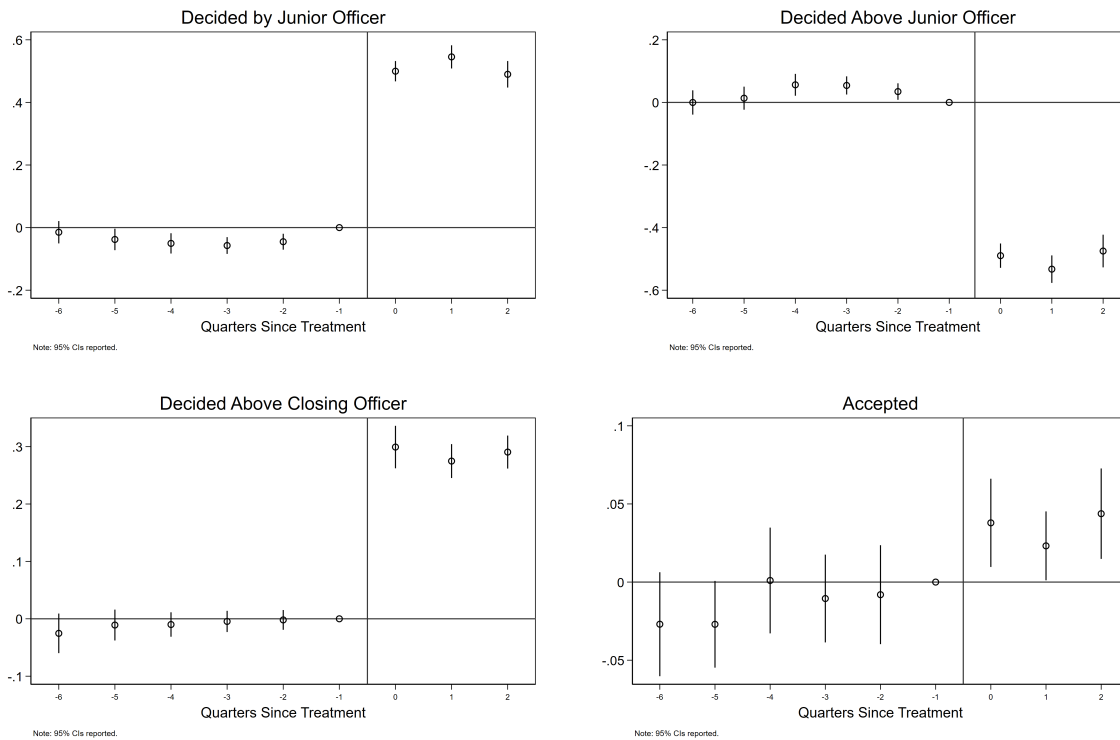 Decided by Junior Officer
.6
.4
.2
0
-.2
-6 -5 -4 -3 -2 -1 0 1 2
Quarters Since Treatment
Note: 95% CIs reported.
Decided Above Junior Officer
.2
0
-.2
-.4
-.6
-6 -5 -4 -3 -2 -1 0 1 2
Quarters Since Treatment
Note: 95% CIs reported.
Decided Above Closing Officer
.3
.2
.1
0
-.1
-6 -5 -4 -3 -2 -1 0 1 2
Quarters Since Treatment
Note: 95% CIs reported.
Accepted
.1
.05
0
-.05
-6 -5 -4 -3 -2 -1 0 1 2
Quarters Since Treatment
Note: 95% CIs reported.